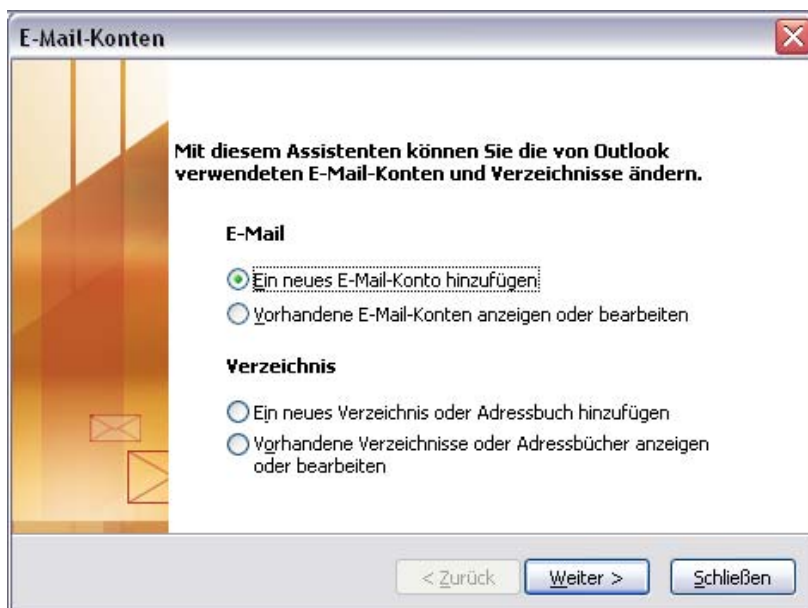 E-Mail-Konten
Mit diesem Assistenten können Sie die von Outlook
verwendeten E-Mail-Konten und Verzeichnisse ändern.
E-Mail
Ein neues E-Mail-Konto hinzufügen
Vorhandene E-Mail-Konten anzeigen oder bearbeiten
Verzeichnis
Ein neues Verzeichnis oder Adressbuch hinzufügen
Vorhandene Verzeichnisse oder Adressbücher anzeigen
oder bearbeiten
< Zurück Weiter > Schließen